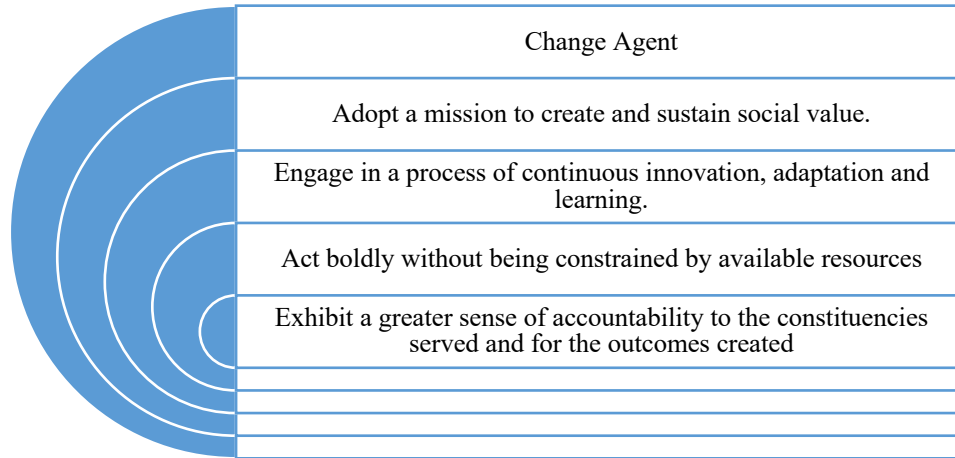 Change Agent
Adopt a mission to create and sustain social value.
Engage in a process of continuous innovation, adaptation and
learning.
Act boldly without being constrained by available resources
Exhibit a greater sense of accountability to the constituencies
served and for the outcomes created